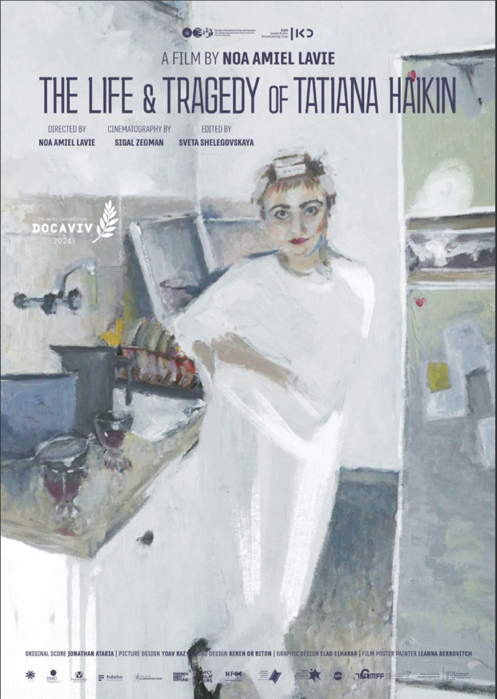 A FILM BY NOA AMIEL LAVIE
THE LIFE & TRAGEDY OF TATIANA HAIKIN
DIRECTED BY CINEMATOGRAPHY BY EDITED BY
NOA AMIEL LAVIE SIGAL ZEGMAN SVETA SHELEGOVSKAYA
DOCAVIV
(2024)
ORIGINAL SCORE JONATHAN ATARIA | PICTURE DESIGN YOAV RAZ | DESIGN KEREN OR BITON | GRAPHIC DESIGN ELAD ELHARAR | FILM POSTER PAINTER LEANNA BERKOVITCH
fidelio